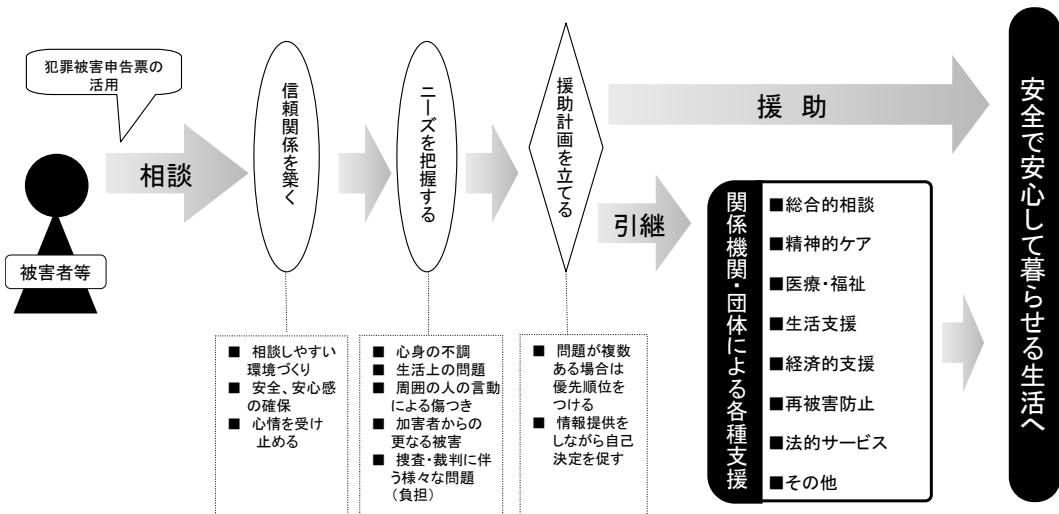 犯罪被害申告票の
活用
被害者等
相談
信頼関係を築く
ニーズを把握する
援助計画を立てる
援 助
引継
■ 相談しやすい
環境づくり
■ 安全、安心感
の確保
■ 心情を受け
止める
■ 心身の不調
■ 生活上の問題
■ 周囲の人の言動
による傷つき
■ 加害者からの
更なる被害
■ 捜査・裁判に伴
う様々な問題
(負担)
■ 問題が複数
ある場合は
優先順位を
つける
■ 情報提供を
しながら自己
決定を促す
関係機関・団体による各種支援
■総合的相談
■精神的ケア
■医療・福祉
■生活支援
■経済的支援
■再被害防止
■法的サービス
■その他
安全で安心して暮らせる生活へ